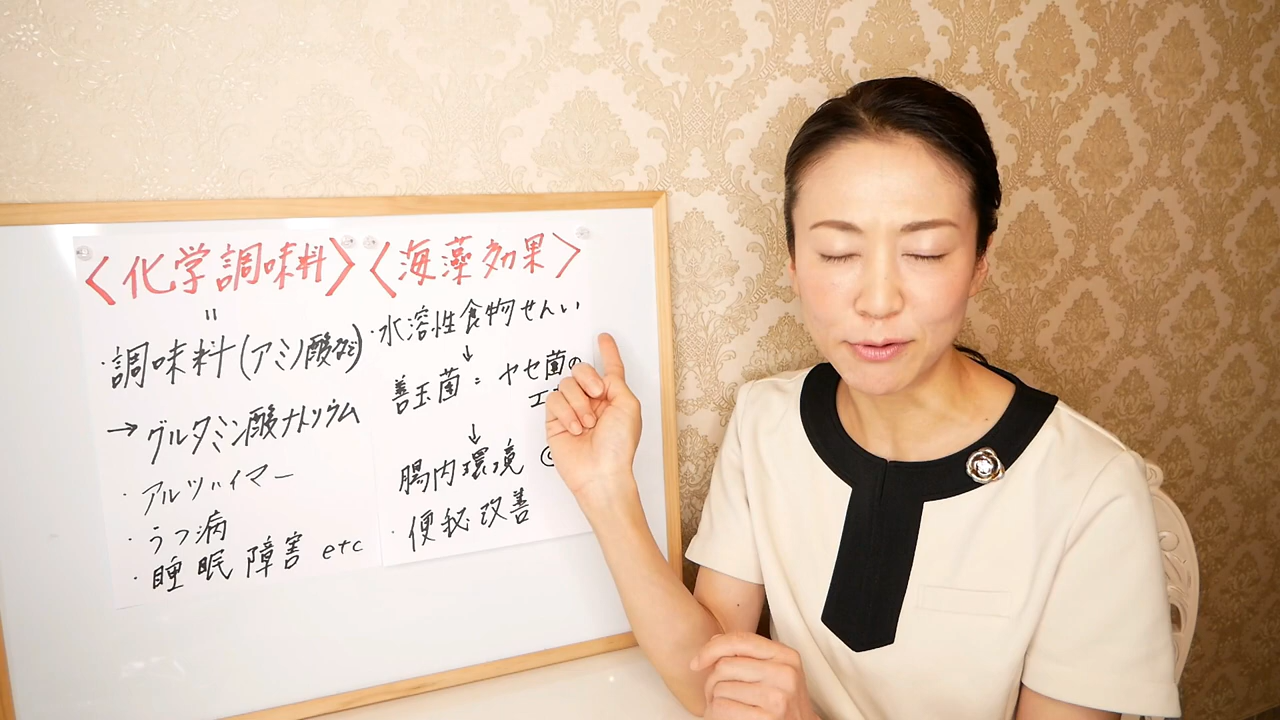 〈化学調味料〉
〃
・調味料(アミノ酸など)
→グルタミン酸ナトリウム
・アルツハイマー
・うつ病
・睡眠障害 etc
〈海藻効果〉
・水溶性食物せんい
↓
善玉菌:ヤセ菌の
↓
腸内環境
・便秘改善